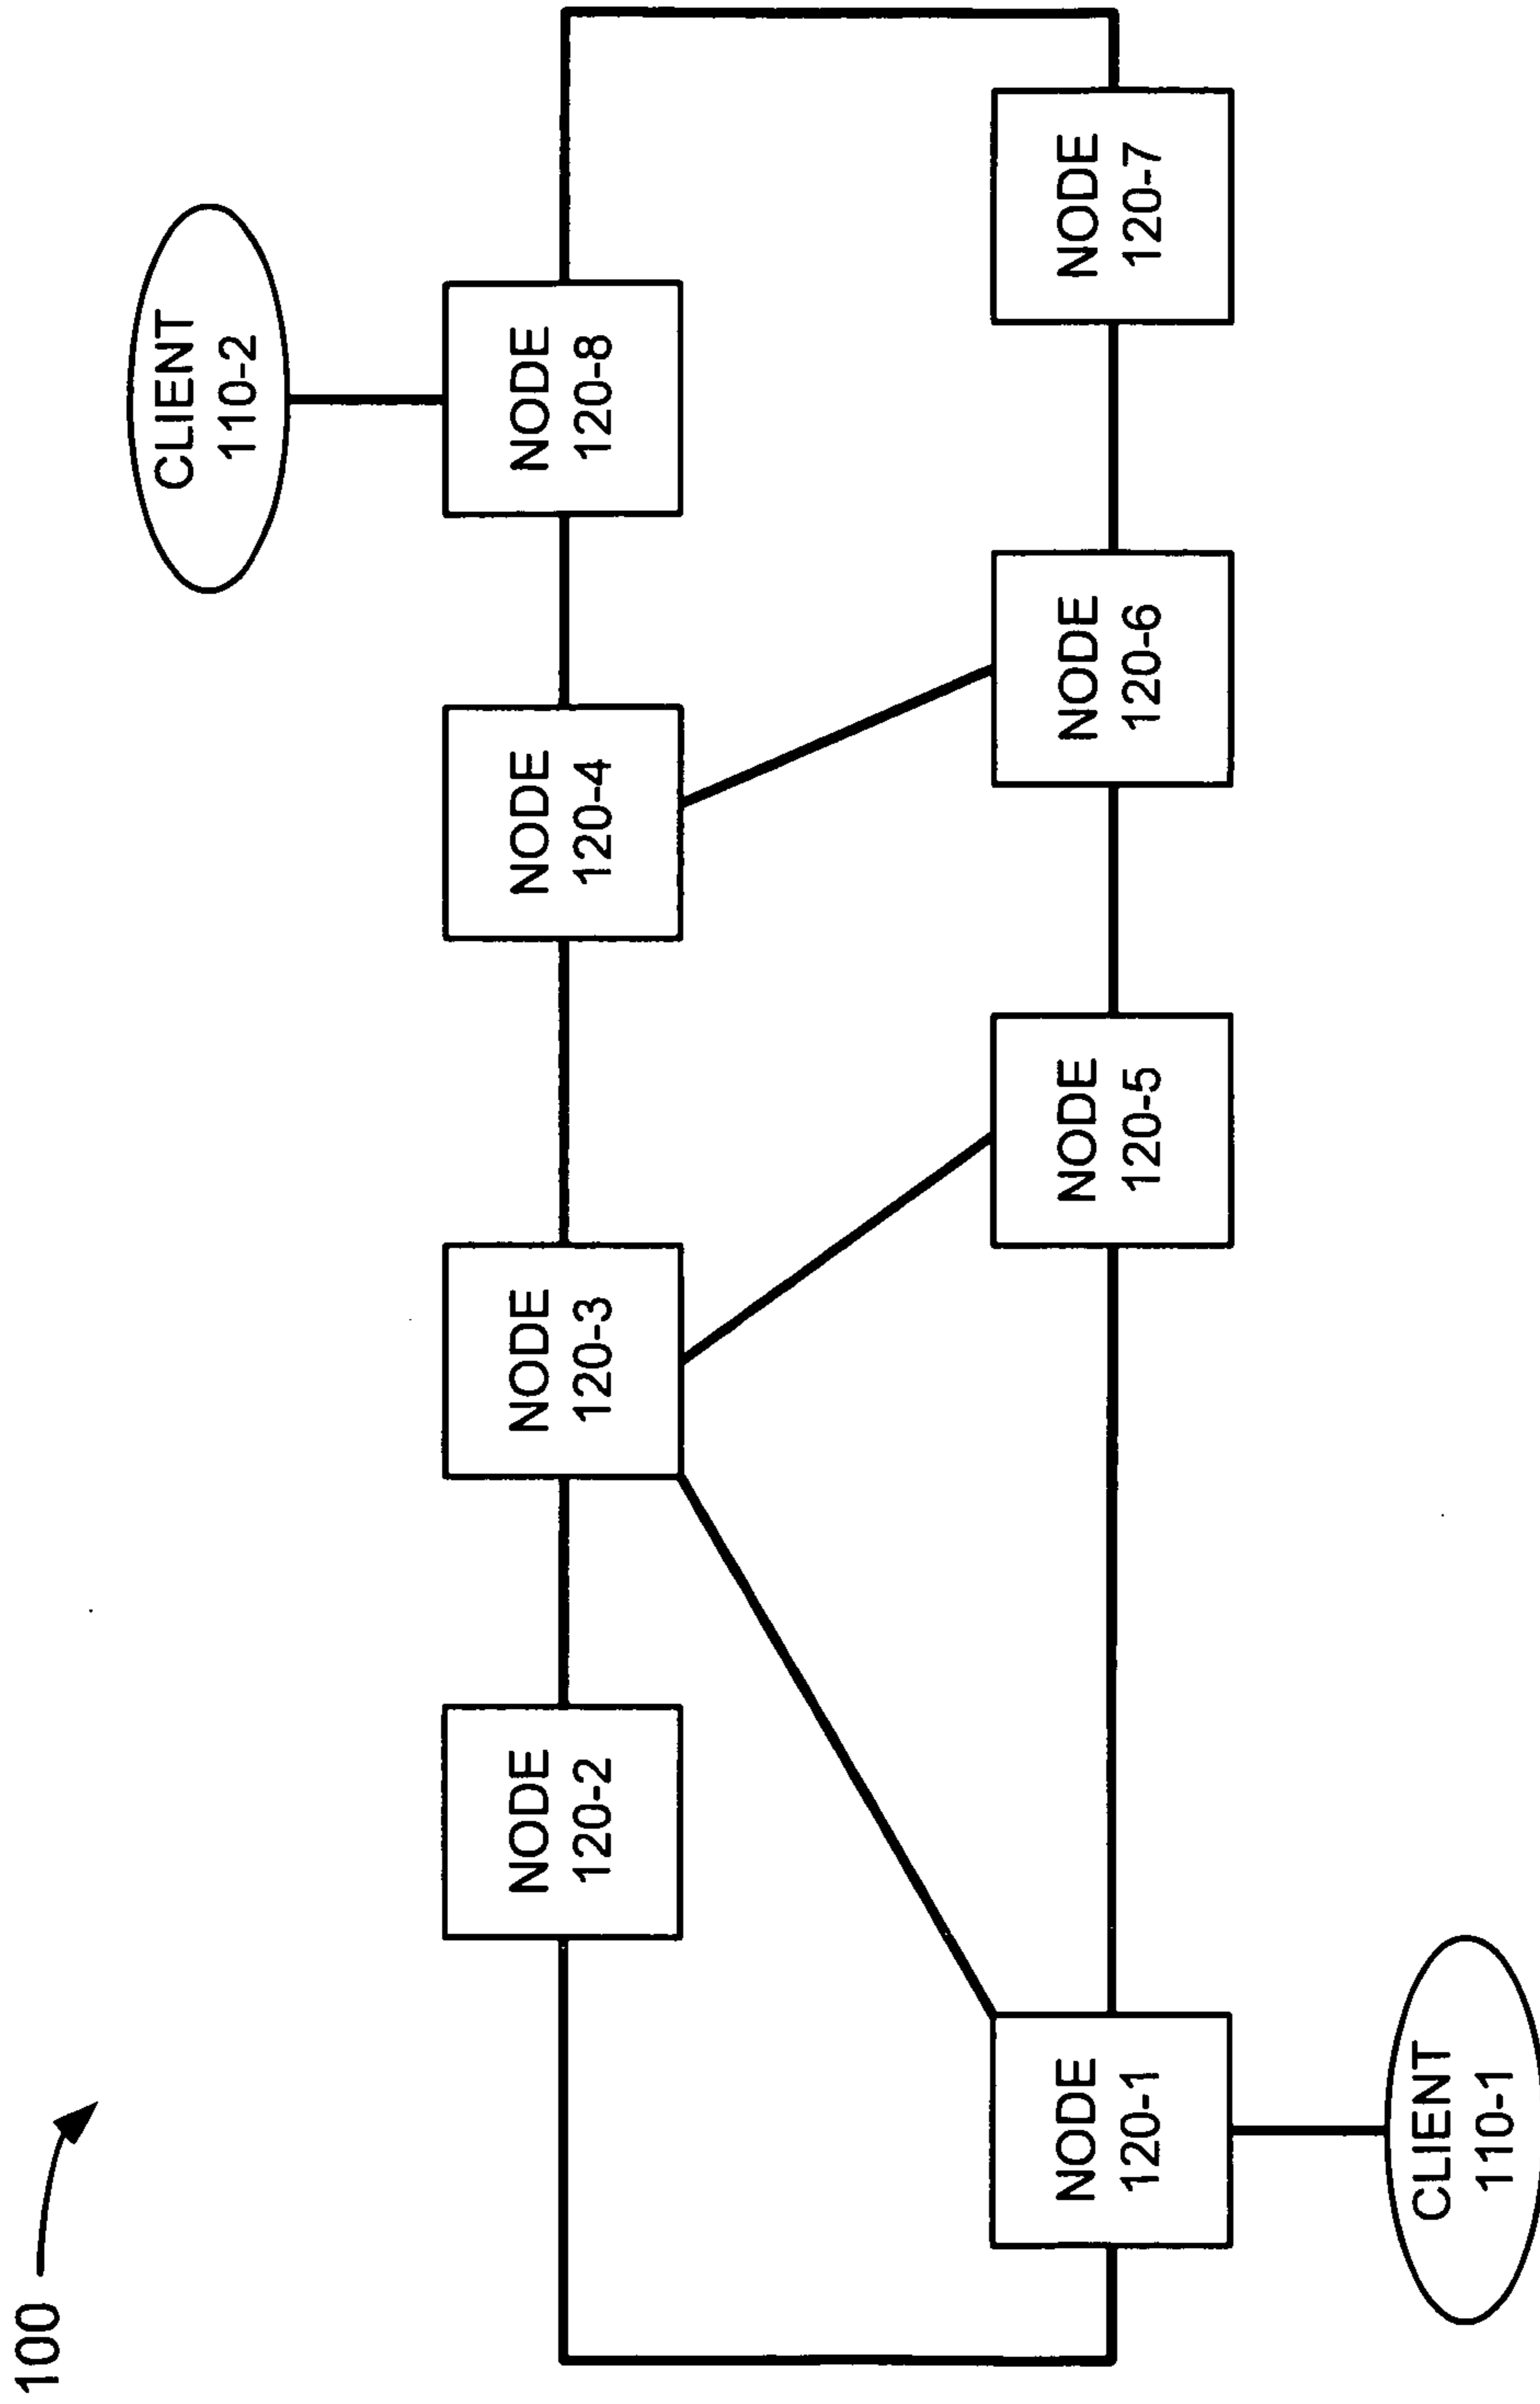 100
CLIENT
110-2
NODE
120-2
NODE
120-3
NODE
120-4
NODE
120-8
NODE
120-1
NODE
120-5
NODE
120-6
NODE
120-7
CLIENT
110-1